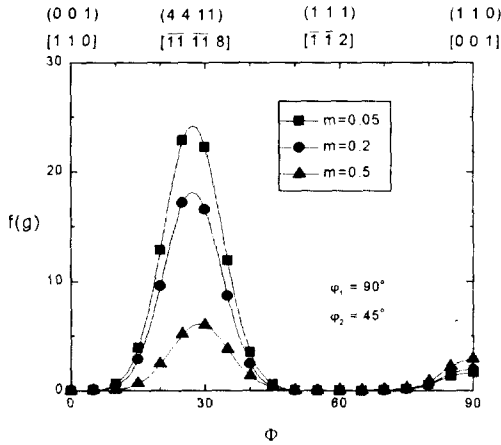 (0 0 1) (4 4 11) (1 1 1) (1 1 0)
[1 1 0] [1̅1̅ 1̅1̅ 8] [1̅ 1̅ 2] [0 0 1]
30
20
f(g)
10
0
m=0.05
m=0.2
m=0.5
φ₁ = 90°
φ₂ = 45°
0 30 60 90
Φ